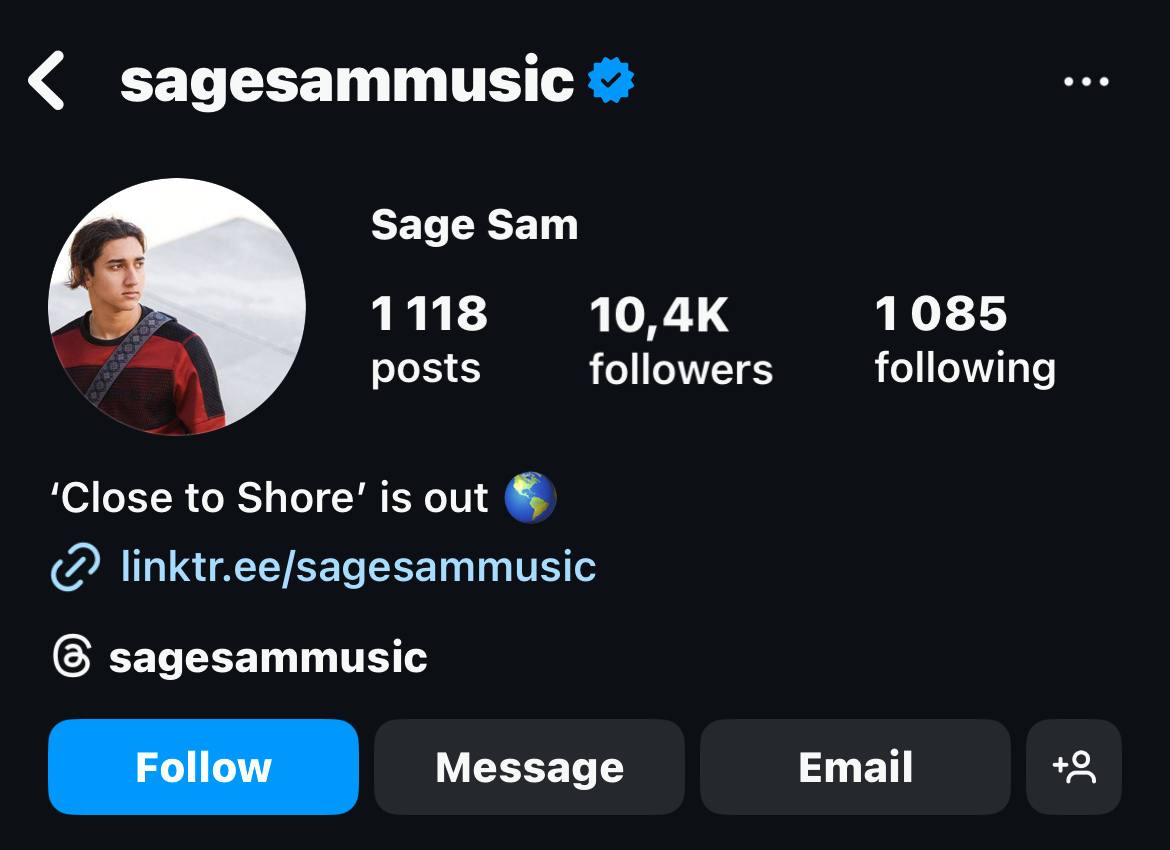 sagesammusic
Sage Sam
1 118 10,4K 1 085
posts followers following
‘Close to Shore’ is out 🌎
linktr.ee/sagesammusic
sagesammusic
Follow Message Email